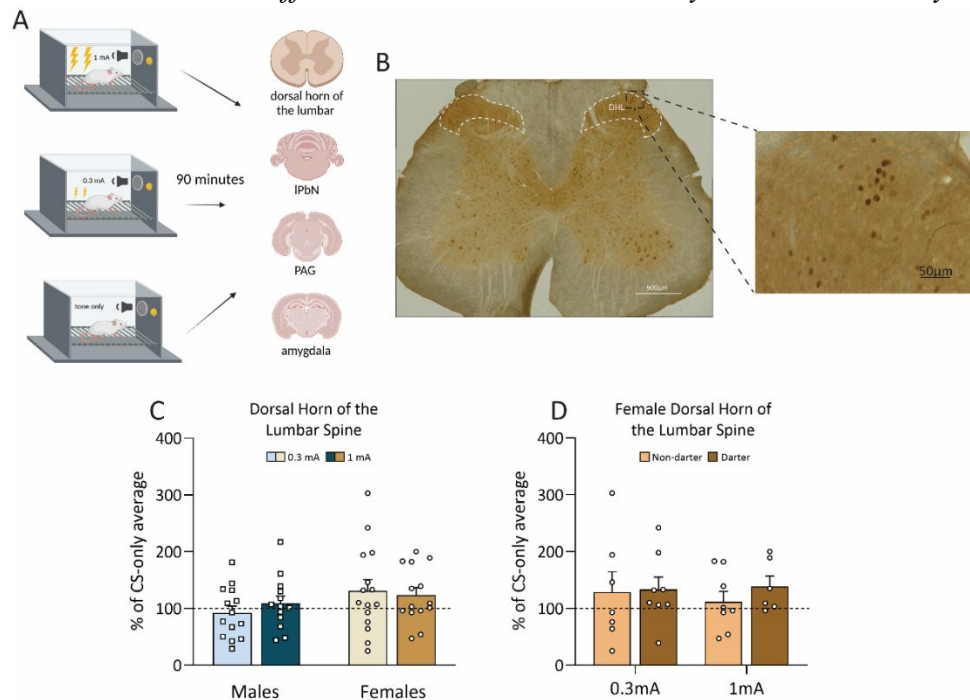 A
1 mA
dorsal horn of
the lumbar
0.3 mA
90 minutes
lPbN
PAG
tone only
amygdala
B
DHL
500µm
50µm
C
Dorsal Horn of the
Lumbar Spine
0.3 mA 1 mA
% of CS-only average
400
300
200
100
0
Males Females
D
Female Dorsal Horn of
the Lumbar Spine
Non-darter Darter
% of CS-only average
400
300
200
100
0
0.3mA 1mA